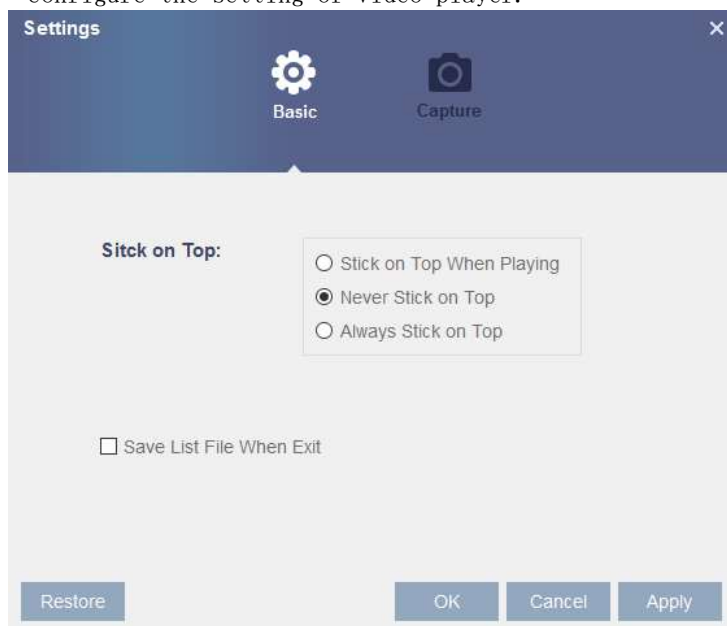 configure the setting of video player.
Settings
Basic
Capture
Sitck on Top:
Stick on Top When Playing
Never Stick on Top
Always Stick on Top
Save List File When Exit
Restore
OK
Cancel
Apply